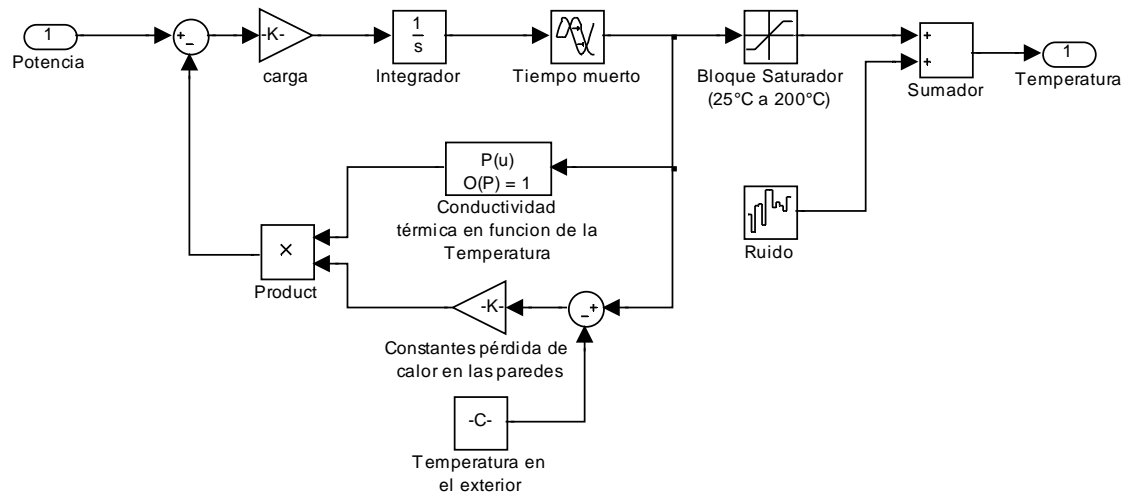 1
Potencia
+
−
-K-
carga
1
s
Integrador
Tiempo muerto
Bloque Saturador
(25°C a 200°C)
+
+
Sumador
1
Temperatura
P(u)
O(P) = 1
Conductividad
térmica en funcion de la
Temperatura
Ruido
×
Product
-K-
Constantes pérdida de
calor en las paredes
−
+
-C-
Temperatura en
el exterior